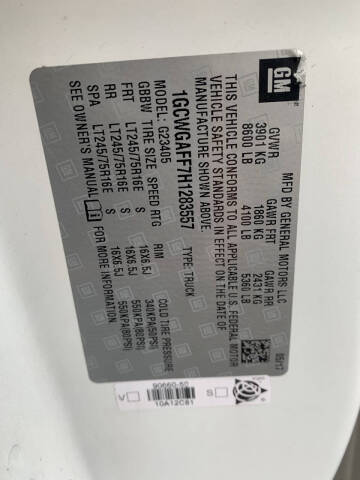 GM
MFD BY GENERAL MOTORS LLC
05/17
GVWR GAWR FRT GAWR RR
3901 KG 1860 KG 2431 KG
8600 LB 4100 LB 5360 LB
THIS VEHICLE CONFORMS TO ALL APPLICABLE U.S. FEDERAL MOTOR
VEHICLE SAFETY STANDARDS IN EFFECT ON THE DATE OF
MANUFACTURE SHOWN ABOVE.
1GCWGAFF7H1283557 TYPE: TRUCK
MODEL: G23405
GBBW TIRE SIZE SPEED RTG RIM COLD TIRE PRESSURE
FRT LT245/75R16E S 16X6.5J 340KPA(50PSI)
RR LT245/75R16E S 16X6.5J 550KPA(80PSI)
SPA LT245/75R16E S 16X6.5J 550KPA(80PSI)
SEE OWNER'S MANUAL FOR MORE INFORMATION.
90660-50
V S
10A12C81